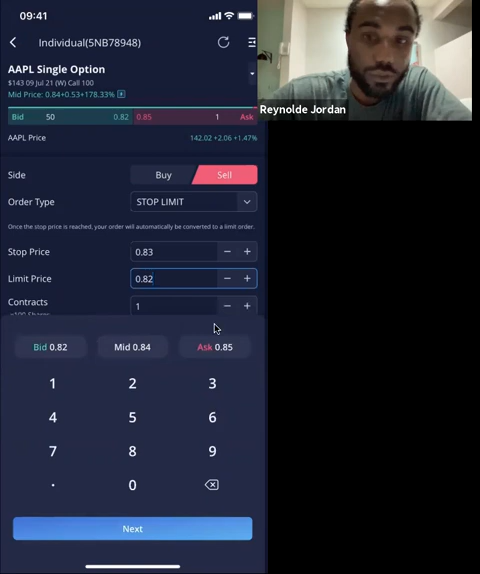 09:41
Individual(5NB78948)
AAPL Single Option
$143 09 Jul 21 (W) Call 100
Mid Price: 0.84+0.53+178.33%
Bid 50 0.82 0.85 1 Ask
AAPL Price 142.02 +2.06 +1.47%
Side Buy Sell
Order Type STOP LIMIT
Once the stop price is reached, your order will automatically be converted to a limit order.
Stop Price 0.83 − +
Limit Price 0.82 − +
Contracts 1 − +
×100 Shares
Bid 0.82 Mid 0.84 Ask 0.85
1 2 3
4 5 6
7 8 9
. 0
Next
Reynolde Jordan